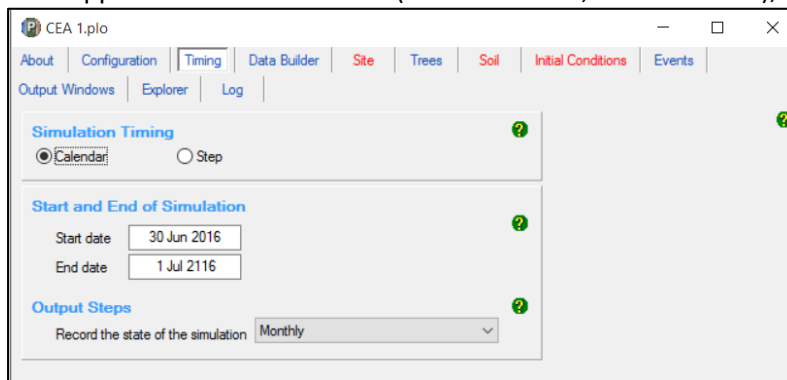 CEA 1.plo
About Configuration Timing Data Builder Site Trees Soil Initial Conditions Events
Output Windows Explorer Log
Simulation Timing
Calendar Step
Start and End of Simulation
Start date 30 Jun 2016
End date 1 Jul 2116
Output Steps
Record the state of the simulation Monthly